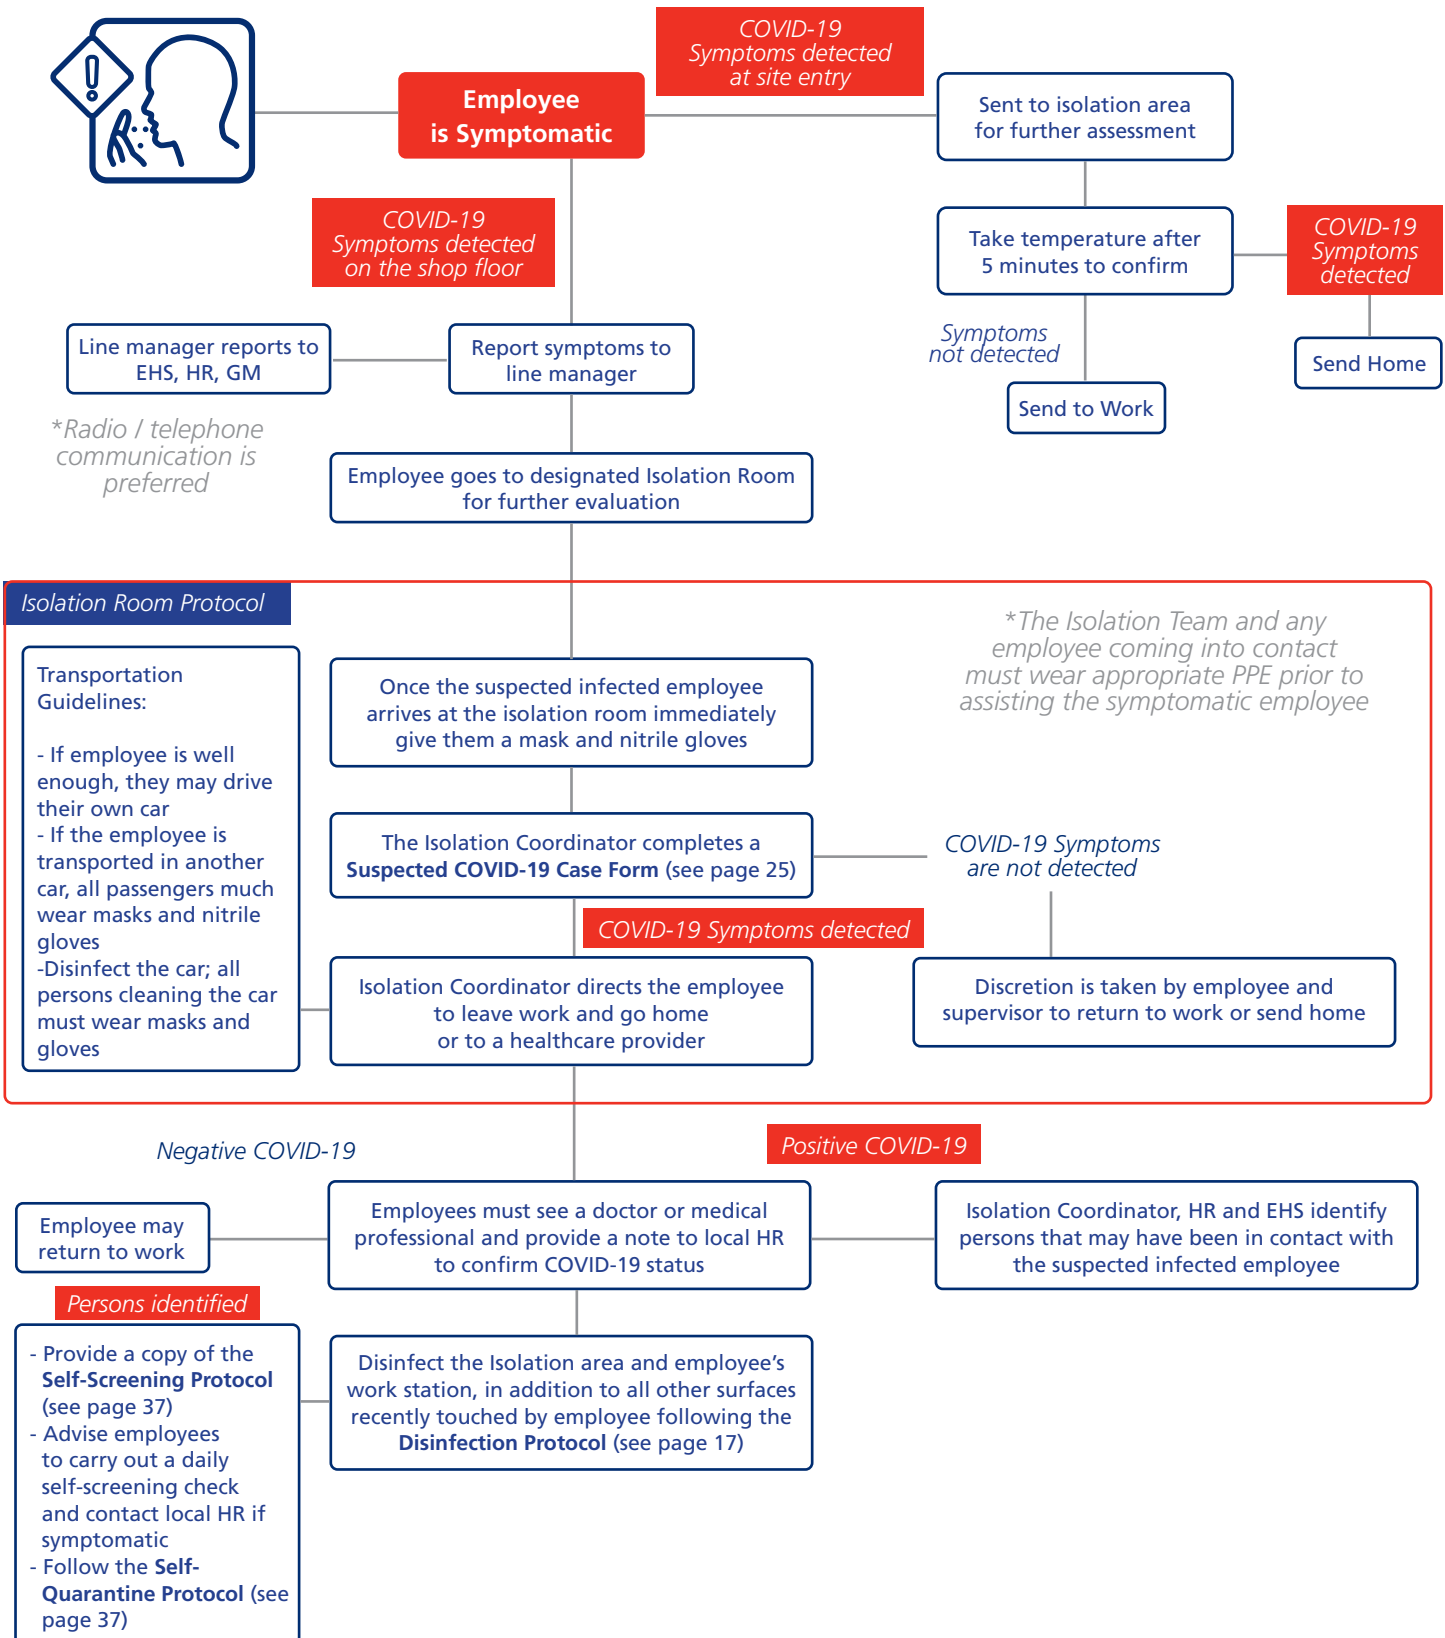 COVID-19
Symptoms detected
at site entry
Employee
is Symptomatic
Sent to isolation area
for further assessment
COVID-19
Symptoms detected
on the shop floor
Take temperature after
5 minutes to confirm
COVID-19
Symptoms
detected
Symptoms
not detected
Line manager reports to
EHS, HR, GM
Report symptoms to
line manager
Send Home
Send to Work
*Radio / telephone
communication is
preferred
Employee goes to designated Isolation Room
for further evaluation
Isolation Room Protocol
*The Isolation Team and any
employee coming into contact
must wear appropriate PPE prior to
assisting the symptomatic employee
Transportation
Guidelines:
- If employee is well
enough, they may drive
their own car
- If the employee is
transported in another
car, all passengers much
wear masks and nitrile
gloves
-Disinfect the car; all
persons cleaning the car
must wear masks and
gloves
Once the suspected infected employee
arrives at the isolation room immediately
give them a mask and nitrile gloves
The Isolation Coordinator completes a
Suspected COVID-19 Case Form (see page 25)
COVID-19 Symptoms
are not detected
COVID-19 Symptoms detected
Isolation Coordinator directs the employee
to leave work and go home
or to a healthcare provider
Discretion is taken by employee and
supervisor to return to work or send home
Negative COVID-19
Positive COVID-19
Employee may
return to work
Employees must see a doctor or medical
professional and provide a note to local HR
to confirm COVID-19 status
Isolation Coordinator, HR and EHS identify
persons that may have been in contact with
the suspected infected employee
Persons identified
- Provide a copy of the
Self-Screening Protocol
(see page 37)
- Advise employees
to carry out a daily
self-screening check
and contact local HR if
symptomatic
- Follow the Self-
Quarantine Protocol (see
page 37)
Disinfect the Isolation area and employee's
work station, in addition to all other surfaces
recently touched by employee following the
Disinfection Protocol (see page 17)